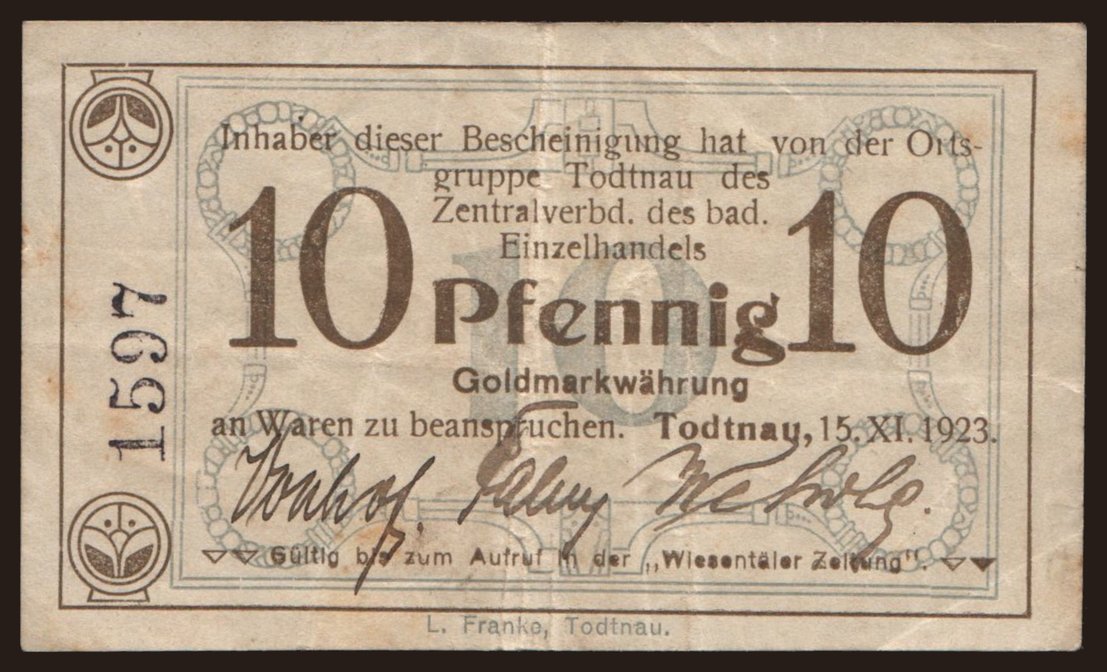 Inhaber dieser Bescheinigung hat von der Orts-
gruppe Todtnau des
Zentralverbd. des bad.
Einzelhandels
10 Pfennig 10
10
Goldmarkwährung
an Waren zu beanspruchen. Todtnau, 15. XI. 1923.
Gültig bis zum Aufruf in der „Wiesentäler Zeitung".
L. Franke, Todtnau.
1597